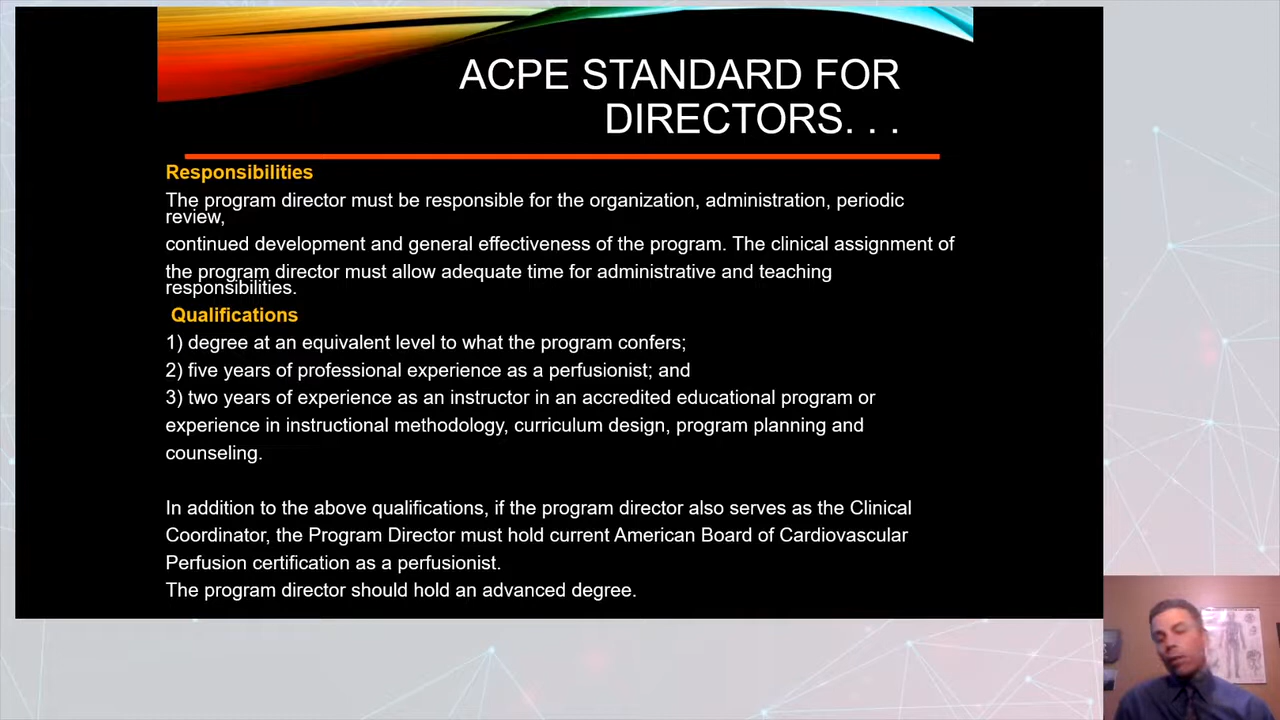 ACPE STANDARD FOR
DIRECTORS. . .
Responsibilities
The program director must be responsible for the organization, administration, periodic
review,
continued development and general effectiveness of the program. The clinical assignment of
the program director must allow adequate time for administrative and teaching
responsibilities.
Qualifications
1) degree at an equivalent level to what the program confers;
2) five years of professional experience as a perfusionist; and
3) two years of experience as an instructor in an accredited educational program or
experience in instructional methodology, curriculum design, program planning and
counseling.
In addition to the above qualifications, if the program director also serves as the Clinical
Coordinator, the Program Director must hold current American Board of Cardiovascular
Perfusion certification as a perfusionist.
The program director should hold an advanced degree.